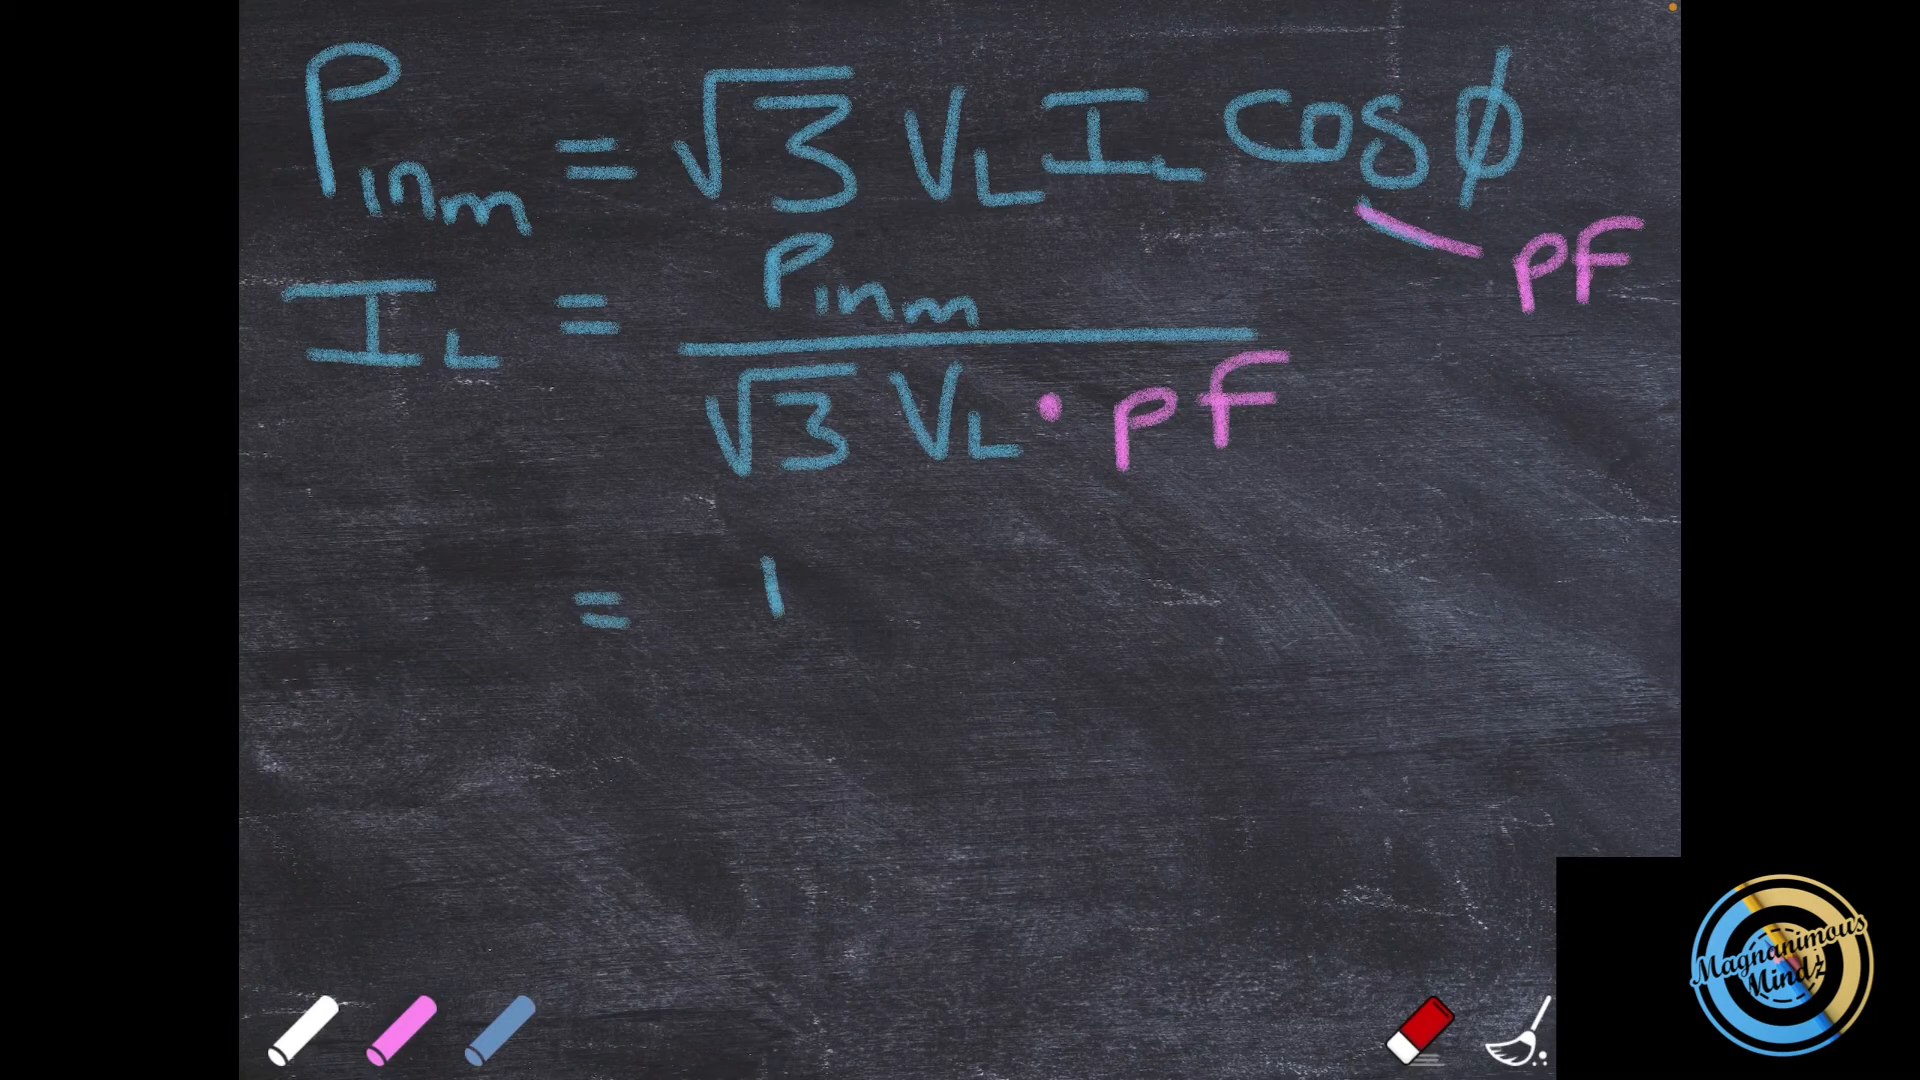 Pinm = √3 VL IL cos ϕ
pf
IL = Pinm / √3 VL • pf
= 1
Magnanimous
Mindz